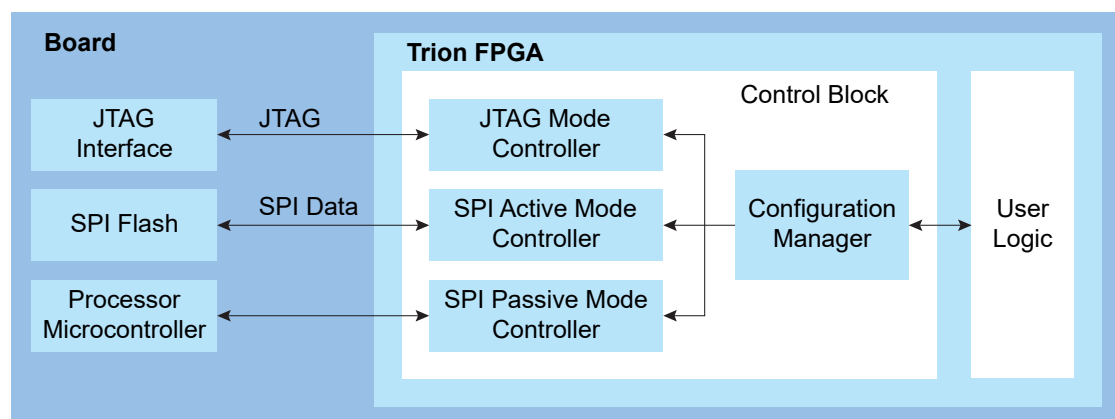 Board
Trion FPGA
Control Block
JTAG
Interface
JTAG
JTAG Mode
Controller
SPI Flash
SPI Data
SPI Active Mode
Controller
Configuration
Manager
User
Logic
Processor
Microcontroller
SPI Passive Mode
Controller